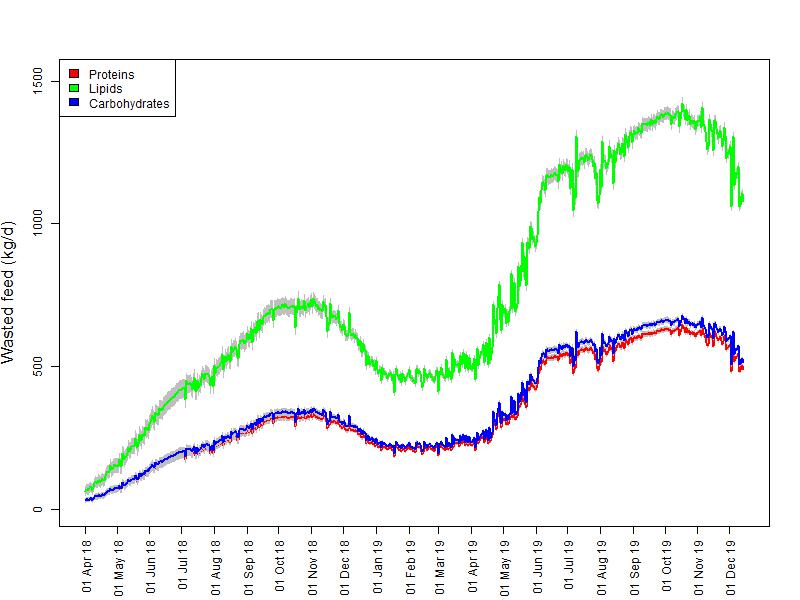 Proteins
Lipids
Carbohydrates
Wasted feed (kg/d)
1500
1000
500
0
01 Apr 18
01 May 18
01 Jun 18
01 Jul 18
01 Aug 18
01 Sep 18
01 Oct 18
01 Nov 18
01 Dec 18
01 Jan 19
01 Feb 19
01 Mar 19
01 Apr 19
01 May 19
01 Jun 19
01 Jul 19
01 Aug 19
01 Sep 19
01 Oct 19
01 Nov 19
01 Dec 19